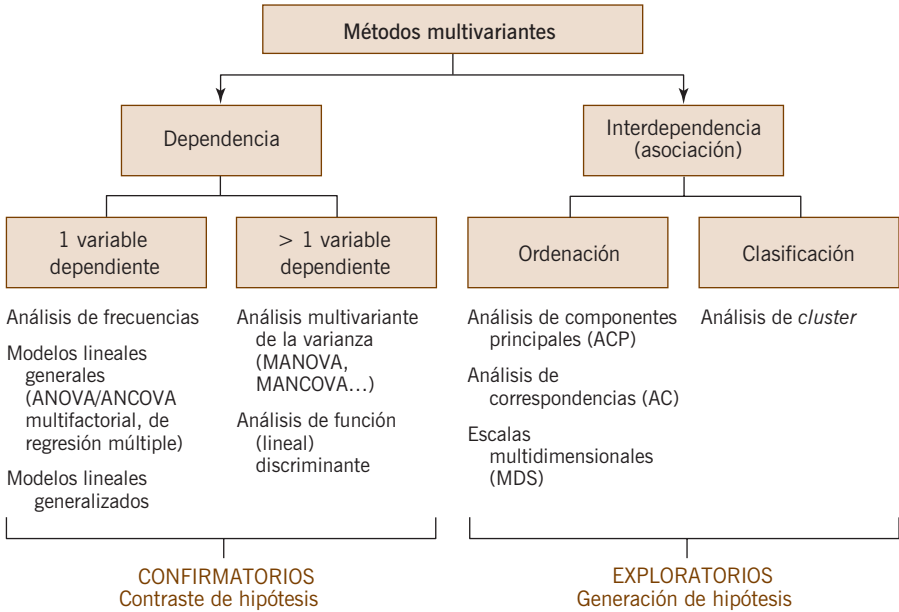 Métodos multivariantes
Dependencia
Interdependencia
(asociación)
1 variable
dependiente
> 1 variable
dependiente
Ordenación
Clasificación
Análisis de frecuencias
Modelos lineales
generales
(ANOVA/ANCOVA
multifactorial, de
regresión múltiple)
Modelos lineales
generalizados
Análisis multivariante
de la varianza
(MANOVA,
MANCOVA…)
Análisis de función
(lineal)
discriminante
Análisis de componentes
principales (ACP)
Análisis de
correspondencias (AC)
Escalas
multidimensionales
(MDS)
Análisis de cluster
CONFIRMATORIOS
Contraste de hipótesis
EXPLORATORIOS
Generación de hipótesis